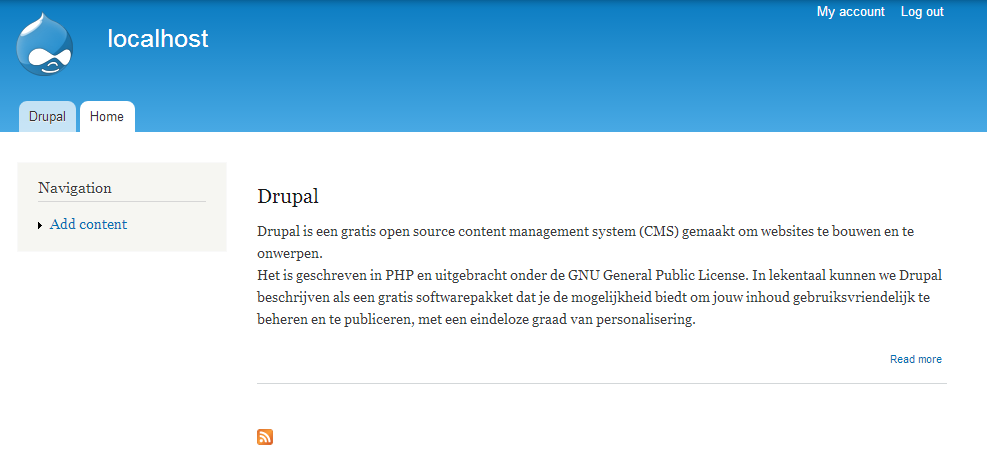 My account Log out
localhost
Drupal Home
Navigation
Add content
Drupal
Drupal is een gratis open source content management system (CMS) gemaakt om websites te bouwen en te
onwerpen.
Het is geschreven in PHP en uitgebracht onder de GNU General Public License. In lekentaal kunnen we Drupal
beschrijven als een gratis softwarepakket dat je de mogelijkheid biedt om jouw inhoud gebruiksvriendelijk te
beheren en te publiceren, met een eindeloze graad van personalisering.
Read more